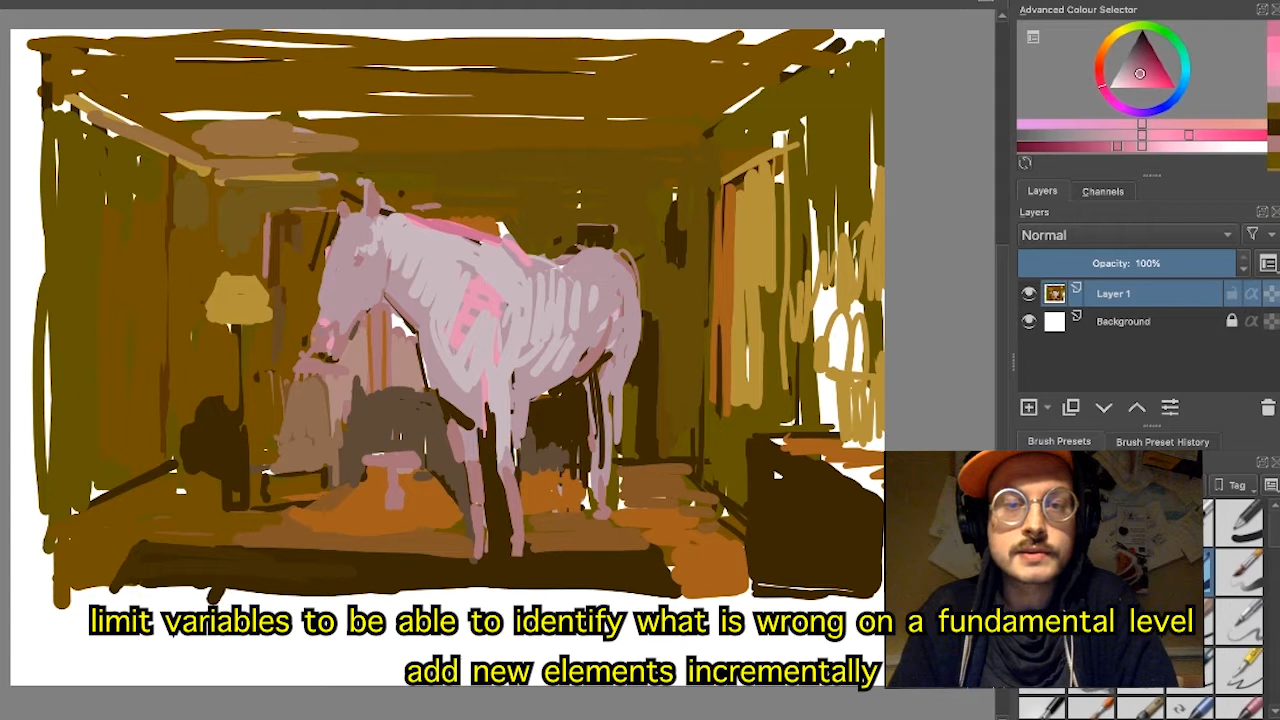 Advanced Colour Selector
Layers
Channels
Layers
Normal
Opacity: 100%
Layer 1
Background
Brush Presets
Brush Preset History
Tag
limit variables to be able to identify what is wrong on a fundamental level
add new elements incrementally